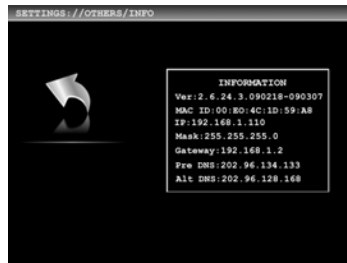 SETTINGS://OTHERS/INFO
INFORMATION
Ver:2.6.24.3.090218-090307
MAC ID:00:E0:4C:1D:59:A8
IP:192.168.1.110
Mask:255.255.255.0
Gateway:192.168.1.2
Pre DNS:202.96.134.133
Alt DNS:202.96.128.168